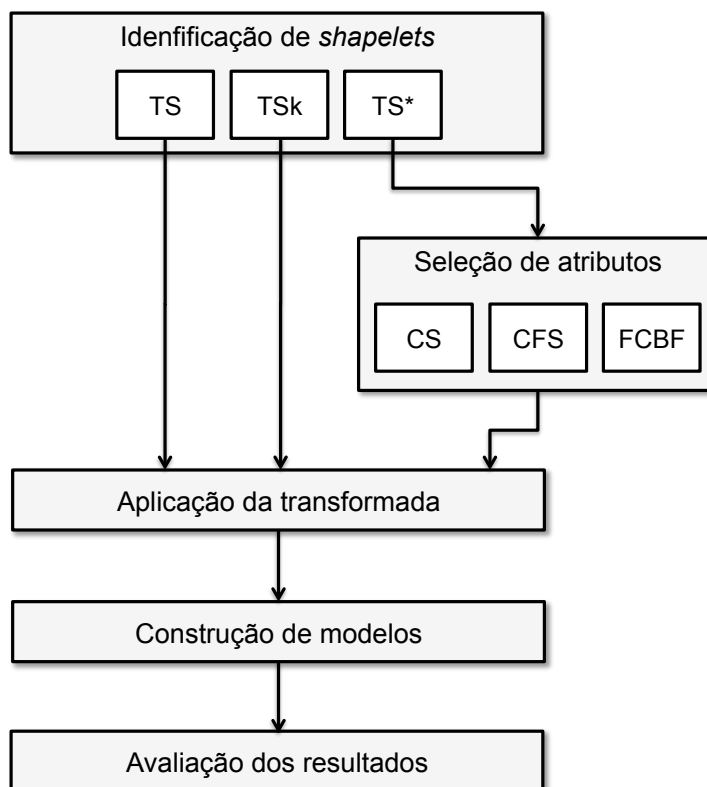 Idenfificação de shapelets
TS
TSk
TS*
Seleção de atributos
CS
CFS
FCBF
Aplicação da transformada
Construção de modelos
Avaliação dos resultados